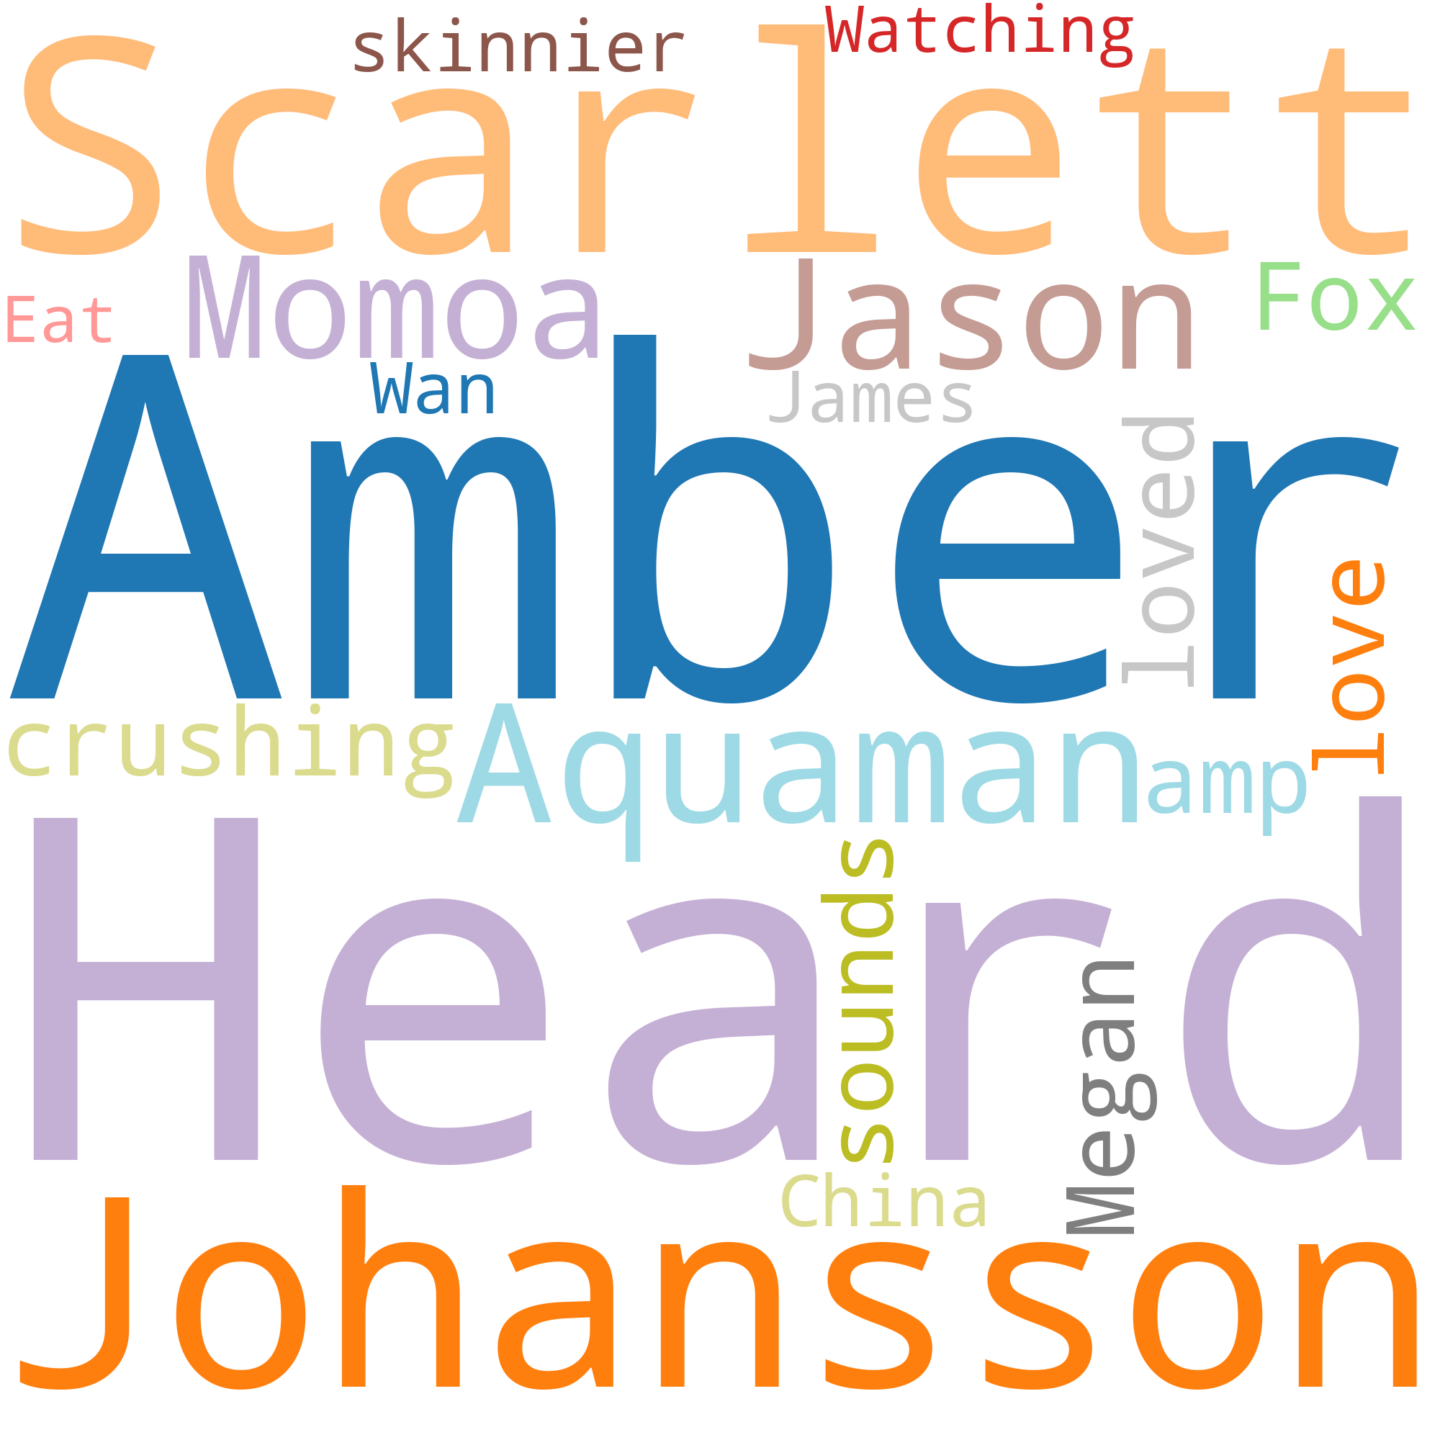 skinnier
Watching
Scarlett
Eat
Momoa
Jason
Fox
Wan
James
Amber
loved
love
crushing
Aquaman
amp
Heard
sounds
Megan
China
Johansson